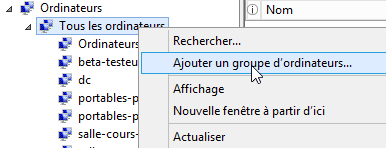 Ordinateurs
Nom
Tous les ordinateurs
Ordinateurs
Rechercher...
beta-testeu
Ajouter un groupe d'ordinateurs...
dc
portables-p
Affichage
portables-p
Nouvelle fenêtre à partir d'ici
salle-cours-
Actualiser